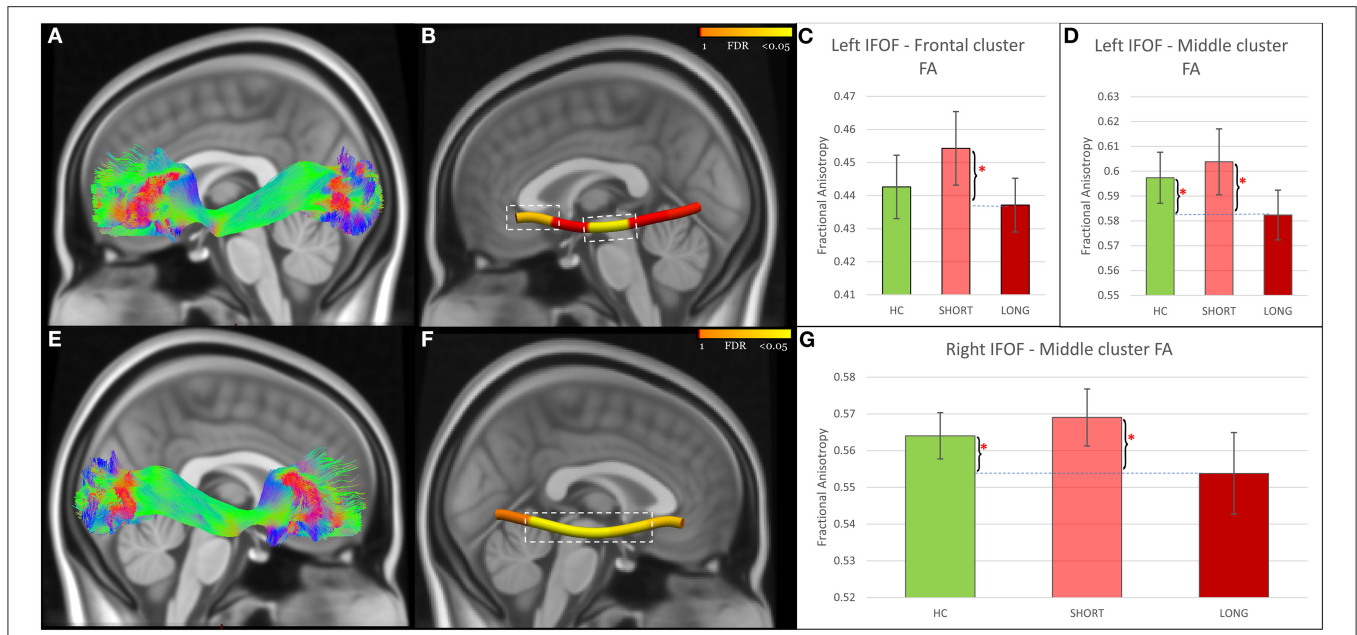 A
B
1 FDR <0.05
C
Left IFOF - Frontal cluster
FA
Fractional Anisotropy
0.47
0.46
0.45
0.44
0.43
0.42
0.41
*
HC SHORT LONG
D
Left IFOF - Middle cluster
FA
Fractional Anisotropy
0.63
0.62
0.61
0.6
0.59
0.58
0.57
0.56
0.55
* *
HC SHORT LONG
E
F
1 FDR <0.05
G
Right IFOF - Middle cluster FA
Fractional Anisotropy
0.58
0.57
0.56
0.55
0.54
0.53
0.52
* *
HC SHORT LONG